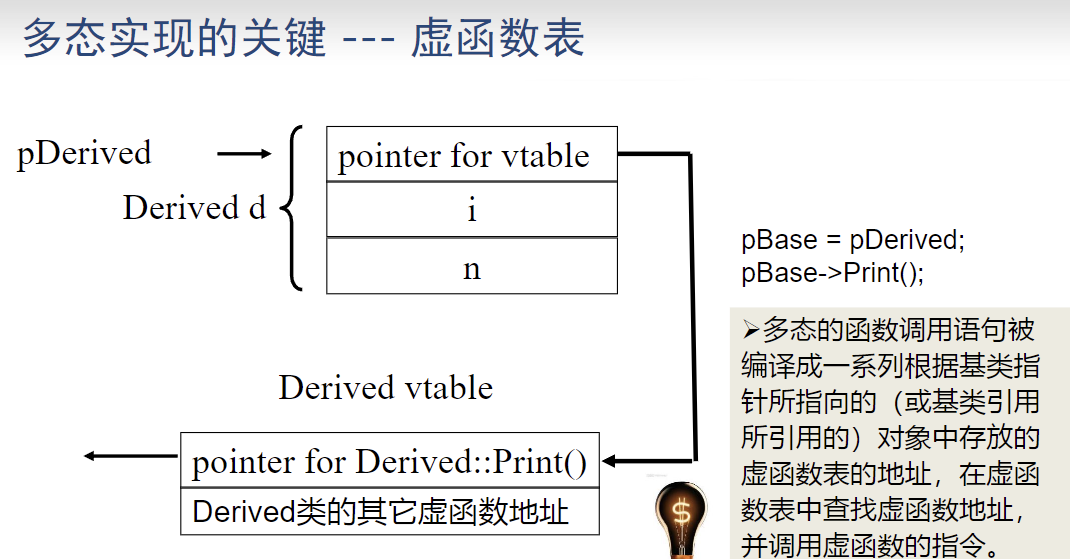 多态实现的关键 --- 虚函数表
pDerived
Derived d
pointer for vtable
i
n
pBase = pDerived;
pBase->Print();
➢多态的函数调用语句被
编译成一系列根据基类指
针所指向的（或基类引用
所引用的）对象中存放的
虚函数表的地址，在虚函
数表中查找虚函数地址，
并调用虚函数的指令。
Derived vtable
pointer for Derived::Print()
Derived类的其它虚函数地址
$